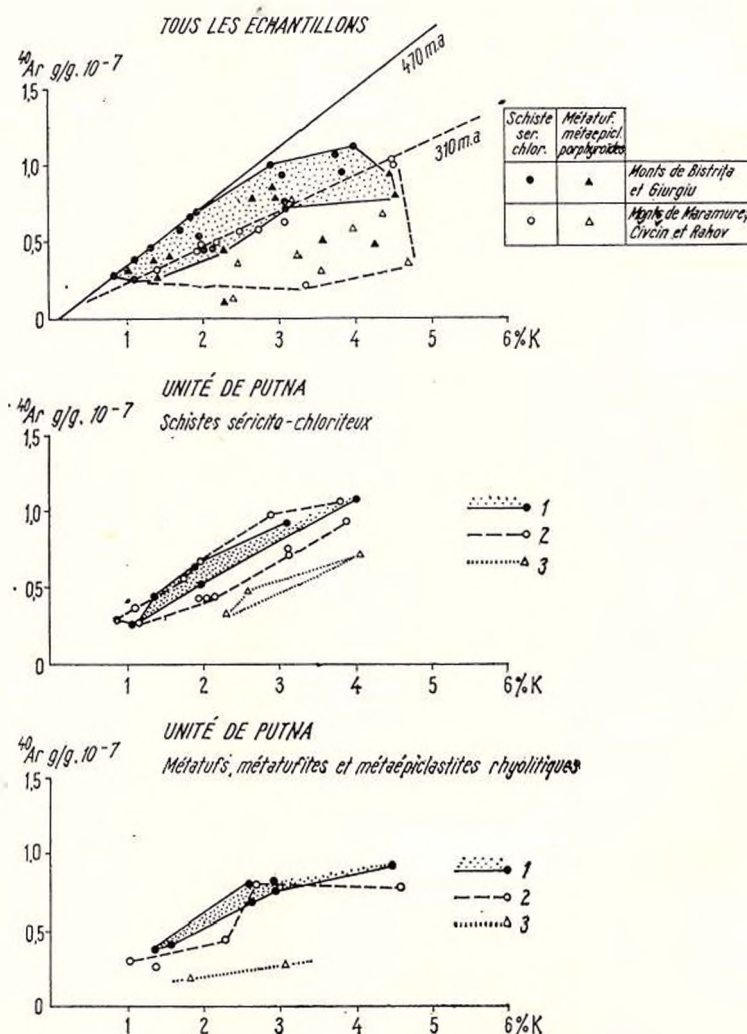 TOUS LES ECHANTILLONS
⁴⁰Ar g/g. 10⁻⁷
1,5
1,0
0,5
0
1 2 3 4 5 6% K
470 m.a
310 m.a
Schiste ser. chlor.
Métatuf. métaepicl. porphyroides
Monts de Bistrița et Giurgiu
Monts de Maramureș Civcin et Rahov
UNITÉ DE PUTNA
⁴⁰Ar g/g. 10⁻⁷
Schistes séricito-chloriteux
1,5
1,0
0,5
0
1 2 3 4 5 6% K
1
2
3
UNITÉ DE PUTNA
⁴⁰Ar g/g. 10⁻⁷
Métatufs, métatufites et métaépiclastites rhyolitiques
1,5
1,0
0,5
0
1 2 3 4 5 6% K
1
2
3